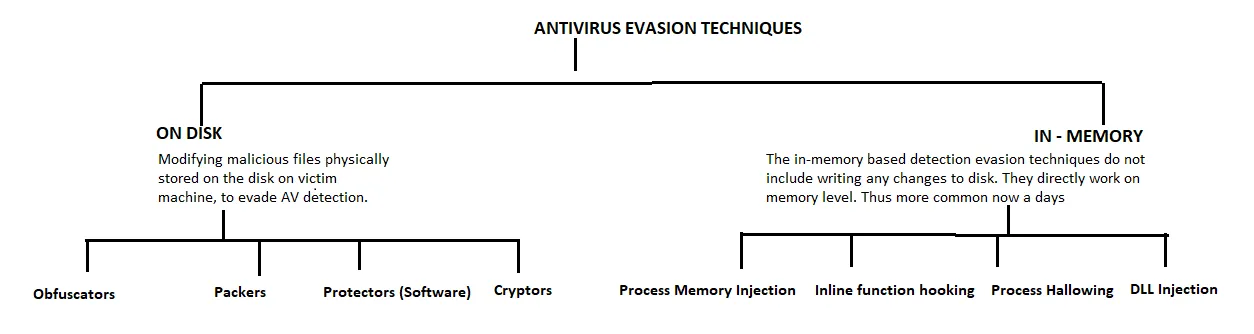 ANTIVIRUS EVASION TECHNIQUES
ON DISK
Modifying malicious files physically
stored on the disk on victim
machine, to evade AV detection.
IN - MEMORY
The in-memory based detection evasion techniques do not
include writing any changes to disk. They directly work on
memory level. Thus more common now a days
Obfuscators
Packers
Protectors (Software)
Cryptors
Process Memory Injection
Inline function hooking
Process Hallowing
DLL Injection